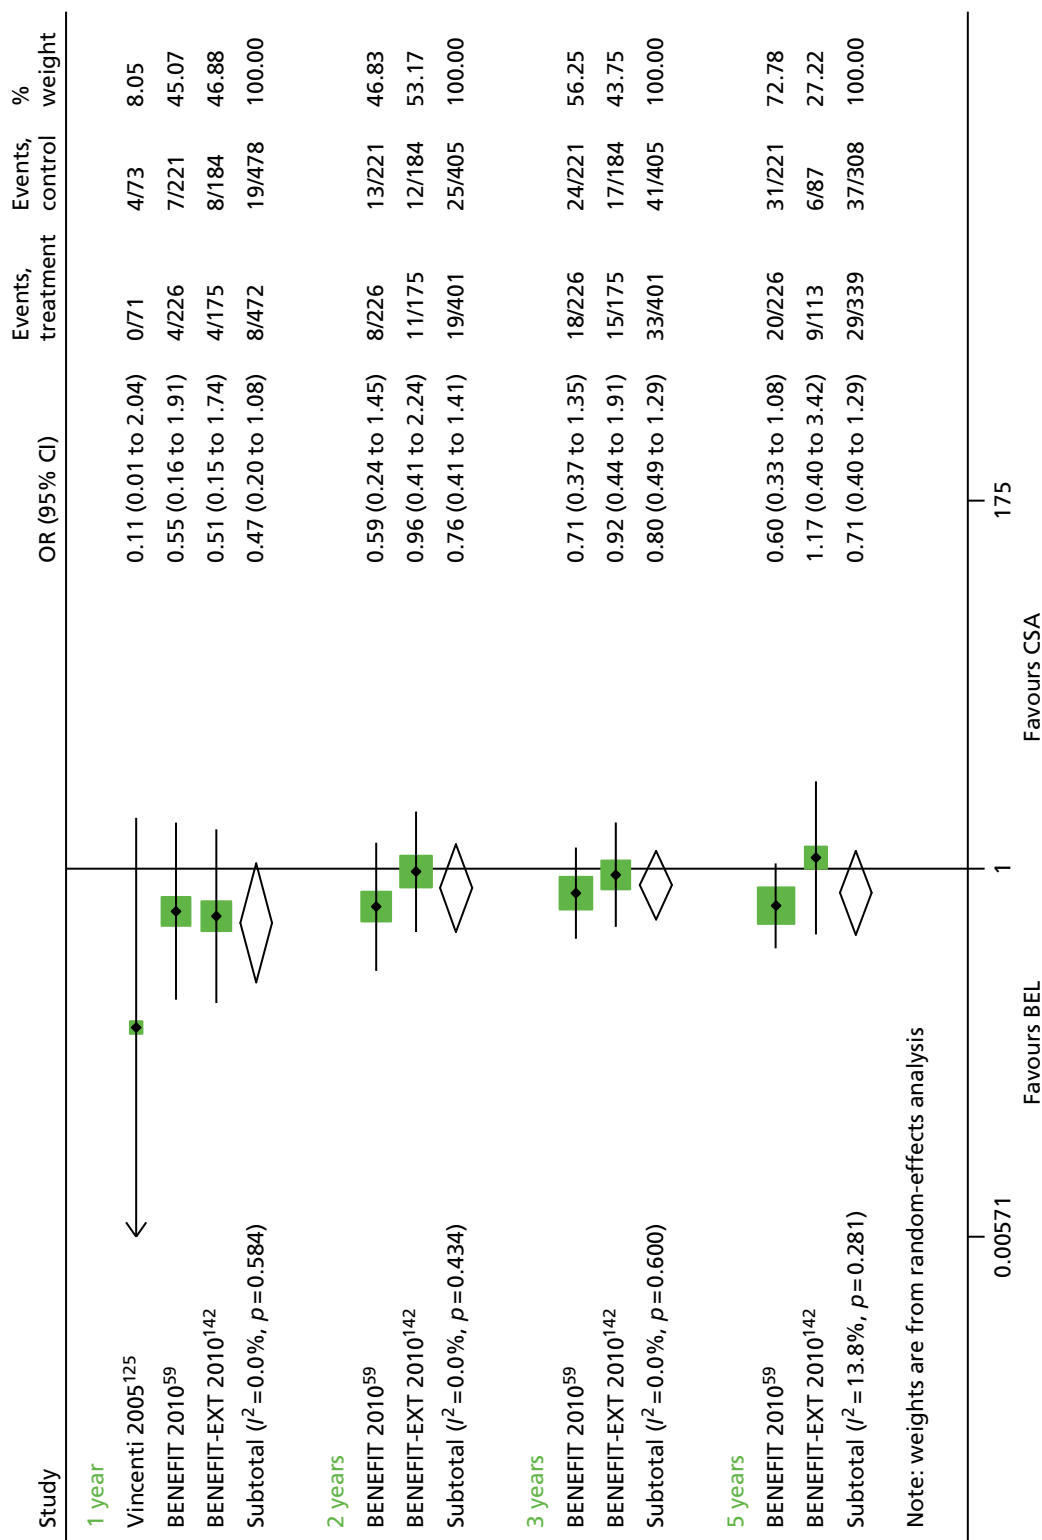 Study OR (95% CI) Events, treatment Events, control % weight
1 year
Vincenti 2005¹²⁵ 0.11 (0.01 to 2.04) 0/71 4/73 8.05
BENEFIT 2010⁵⁹ 0.55 (0.16 to 1.91) 4/226 7/221 45.07
BENEFIT-EXT 2010¹⁴² 0.51 (0.15 to 1.74) 4/175 8/184 46.88
Subtotal (I² = 0.0%, p = 0.584) 0.47 (0.20 to 1.08) 8/472 19/478 100.00
2 years
BENEFIT 2010⁵⁹ 0.59 (0.24 to 1.45) 8/226 13/221 46.83
BENEFIT-EXT 2010¹⁴² 0.96 (0.41 to 2.24) 11/175 12/184 53.17
Subtotal (I² = 0.0%, p = 0.434) 0.76 (0.41 to 1.41) 19/401 25/405 100.00
3 years
BENEFIT 2010⁵⁹ 0.71 (0.37 to 1.35) 18/226 24/221 56.25
BENEFIT-EXT 2010¹⁴² 0.92 (0.44 to 1.91) 15/175 17/184 43.75
Subtotal (I² = 0.0%, p = 0.600) 0.80 (0.49 to 1.29) 33/401 41/405 100.00
5 years
BENEFIT 2010⁵⁹ 0.60 (0.33 to 1.08) 20/226 31/221 72.78
BENEFIT-EXT 2010¹⁴² 1.17 (0.40 to 3.42) 9/113 6/87 27.22
Subtotal (I² = 13.8%, p = 0.281) 0.71 (0.40 to 1.29) 29/339 37/308 100.00
Note: weights are from random-effects analysis
0.00571 1 175
Favours BEL Favours CSA